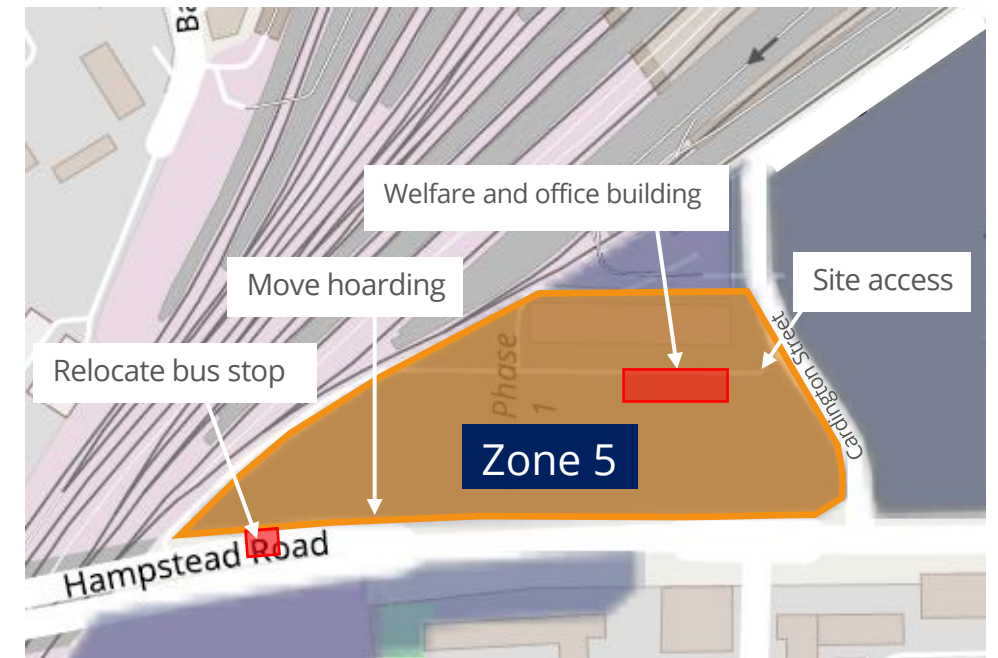 Ba
Welfare and office building
Move hoarding
Site access
Relocate bus stop
Cardington Street
Phase
1
Zone 5
Hampstead Road